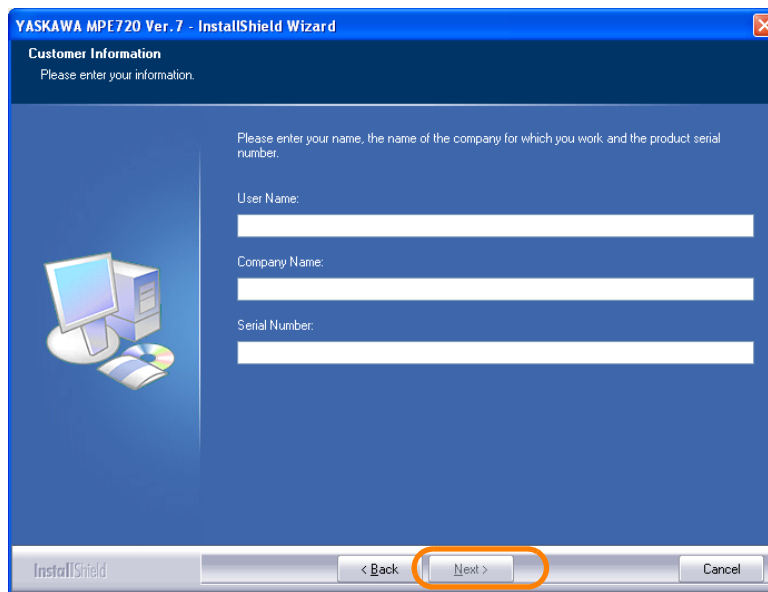 YASKAWA MPE720 Ver.7 - InstallShield Wizard
Customer Information
Please enter your information.
Please enter your name, the name of the company for which you work and the product serial
number.
User Name:
Company Name:
Serial Number:
InstallShield
< Back
Next >
Cancel